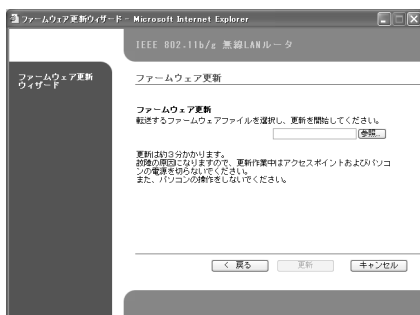 ファームウェア更新ウィザード - Microsoft Internet Explorer
IEEE 802.11b/g 無線LANルータ
ファームウェア更新
ウィザード
ファームウェア更新
ファームウェア更新
転送するファームウェアファイルを選択し、更新を開始してください。
参照...
更新は約3分かかります。
故障の原因になりますので、更新作業中はアクセスポイントおよびパソコ
ンの電源を切らないでください。
また、パソコンの操作をしないでください。
< 戻る
更新
キャンセル